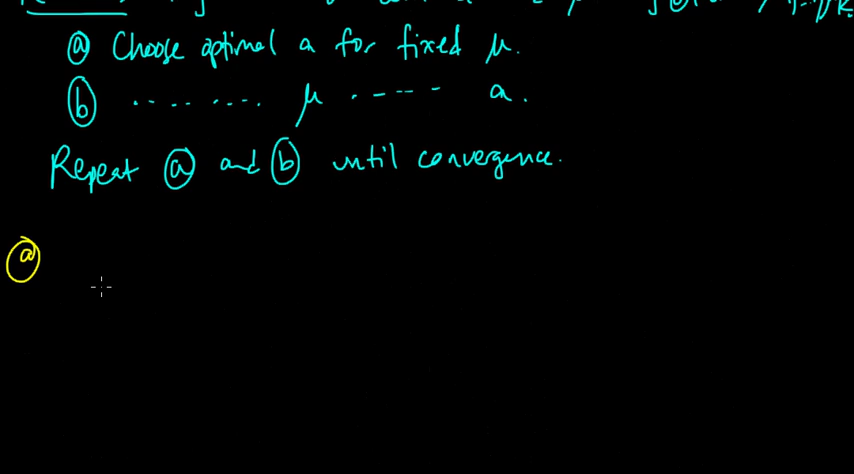 ⓐ Choose optimal a for fixed μ.
ⓑ ......... μ ...... a.
Repeat ⓐ and ⓑ until convergence.
ⓐ